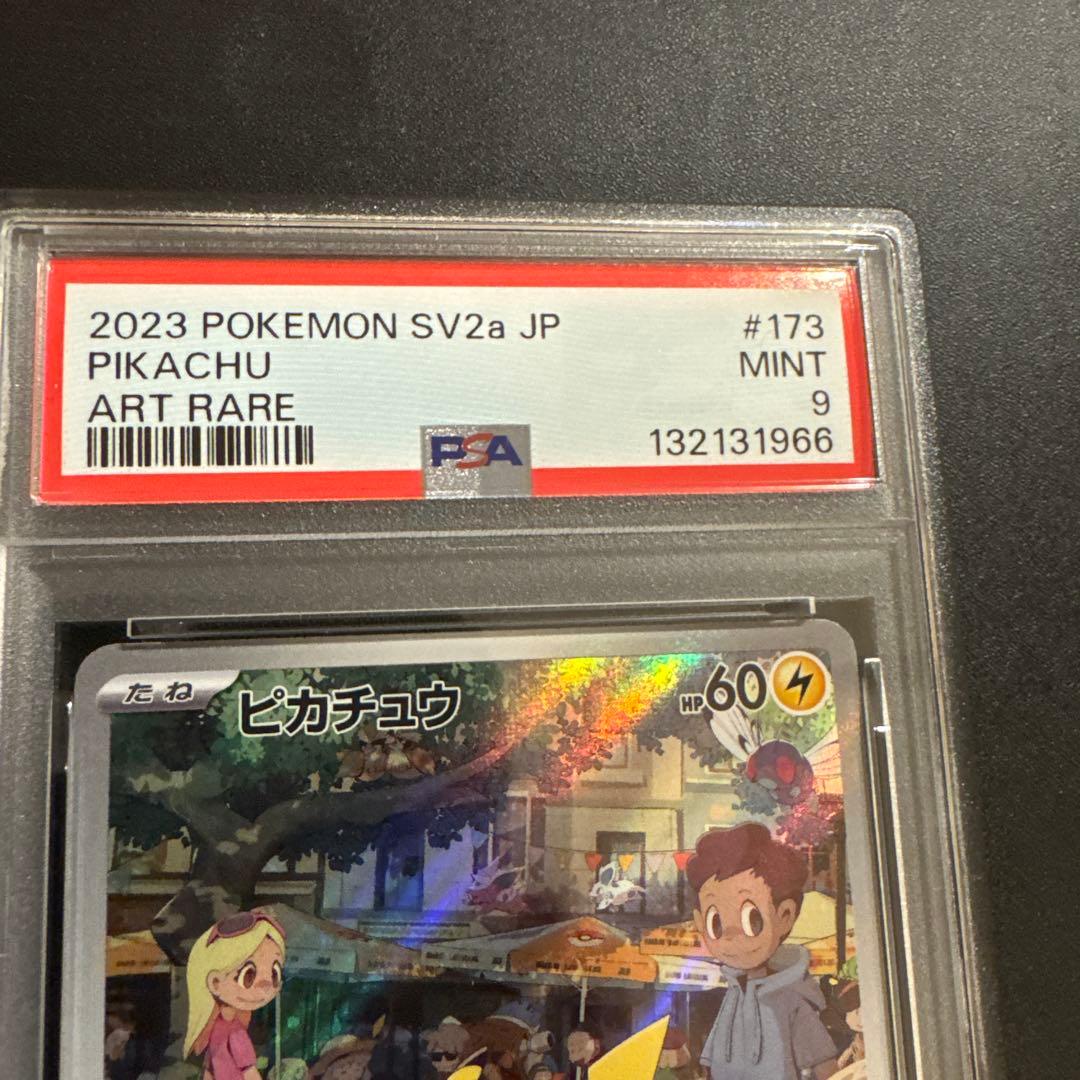 2023 POKEMON SV2a JP #173
PIKACHU MINT
ART RARE 9
PSA 132131966
たね ピカチュウ HP60